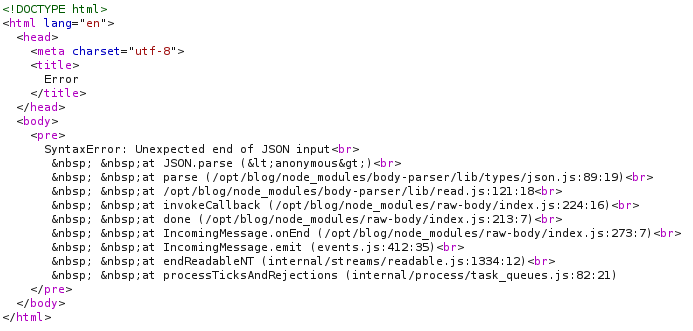 <!DOCTYPE html>
<html lang="en">
  <head>
    <meta charset="utf-8">
    <title>
      Error
    </title>
  </head>
  <body>
    <pre>
      SyntaxError: Unexpected end of JSON input<br>
       &nbsp; &nbsp;at JSON.parse (&lt;anonymous&gt;)<br>
       &nbsp; &nbsp;at parse (/opt/blog/node_modules/body-parser/lib/types/json.js:89:19)<br>
       &nbsp; &nbsp;at /opt/blog/node_modules/body-parser/lib/read.js:121:18<br>
       &nbsp; &nbsp;at invokeCallback (/opt/blog/node_modules/raw-body/index.js:224:16)<br>
       &nbsp; &nbsp;at done (/opt/blog/node_modules/raw-body/index.js:213:7)<br>
       &nbsp; &nbsp;at IncomingMessage.onEnd (/opt/blog/node_modules/raw-body/index.js:273:7)<br>
       &nbsp; &nbsp;at IncomingMessage.emit (events.js:412:35)<br>
       &nbsp; &nbsp;at endReadableNT (internal/streams/readable.js:1334:12)<br>
       &nbsp; &nbsp;at processTicksAndRejections (internal/process/task_queues.js:82:21)
    </pre>
  </body>
</html>